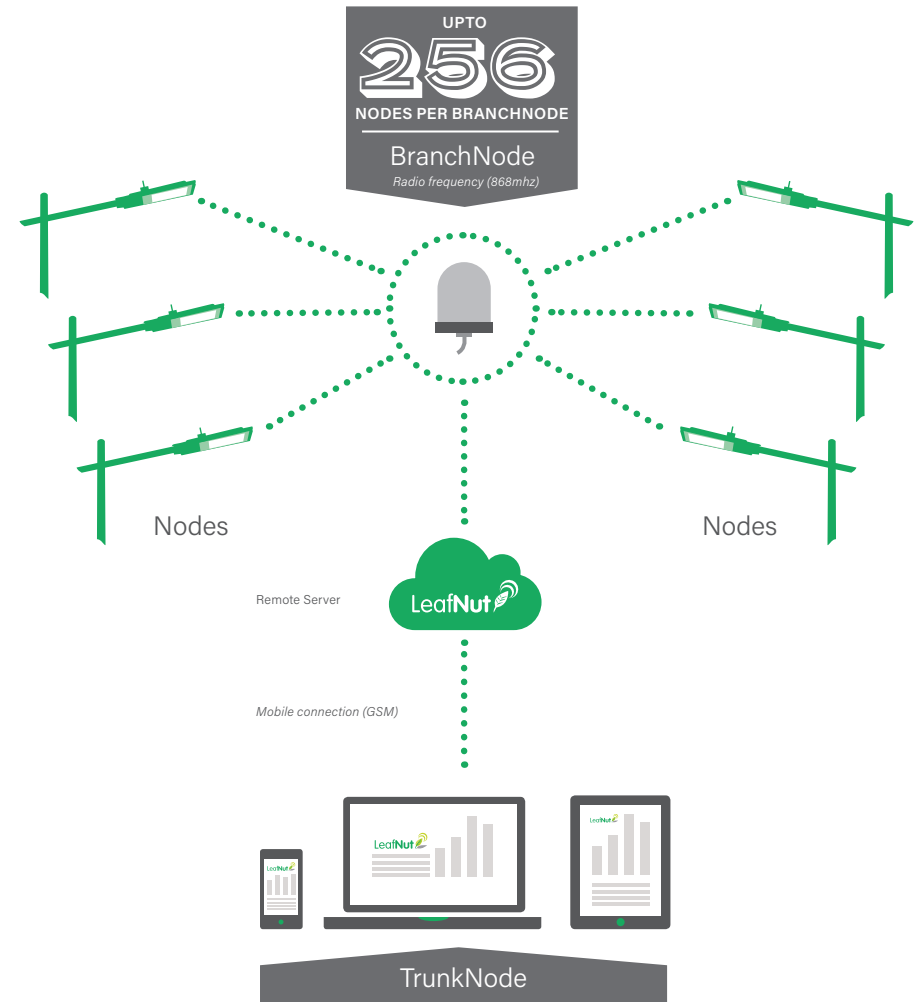 UPTO
256
NODES PER BRANCHNODE
BranchNode
Radio frequency (868mhz)
Nodes
Nodes
Remote Server
LeafNut
Mobile connection (GSM)
LeafNut
LeafNut
LeafNut
TrunkNode